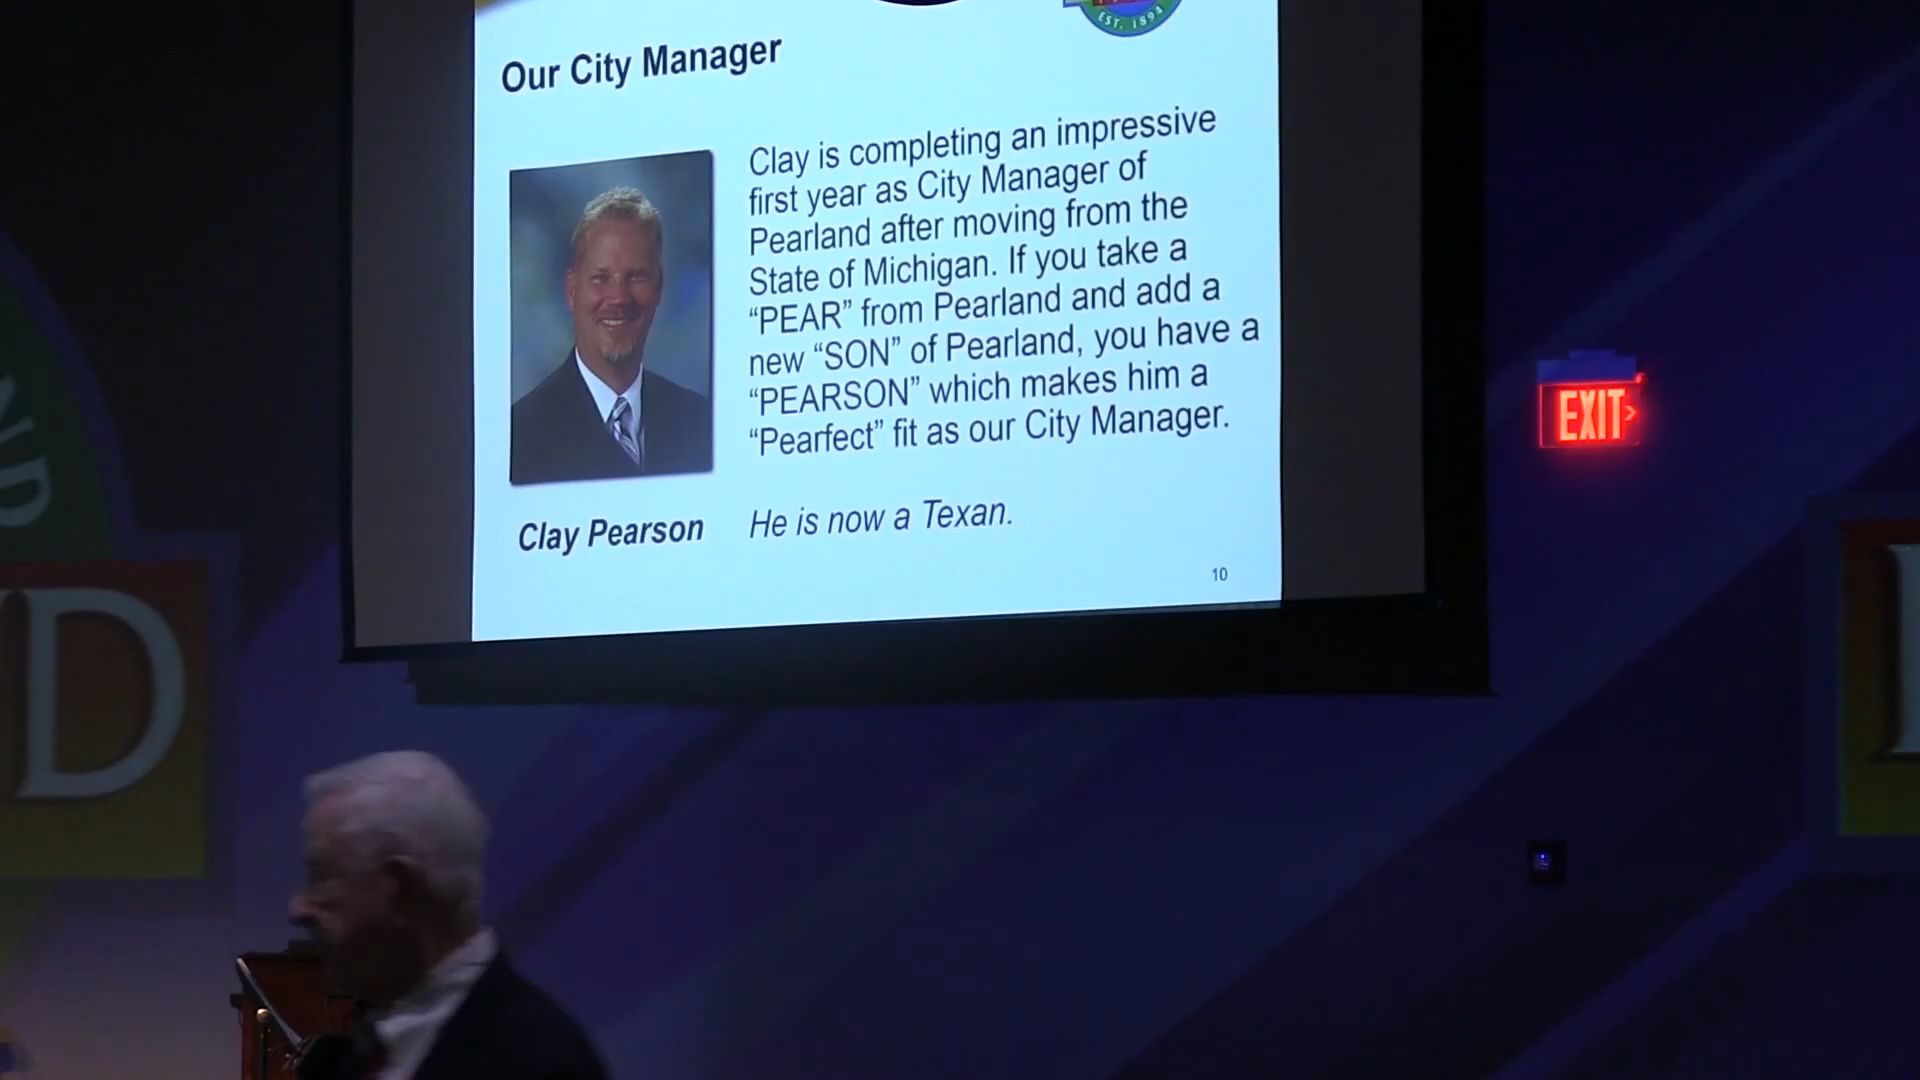 EST. 1894
Our City Manager
Clay is completing an impressive
first year as City Manager of
Pearland after moving from the
State of Michigan. If you take a
“PEAR” from Pearland and add a
new “SON” of Pearland, you have a
“PEARSON” which makes him a
“Pearfect” fit as our City Manager.
Clay Pearson
He is now a Texan.
10
EXIT
ND
D